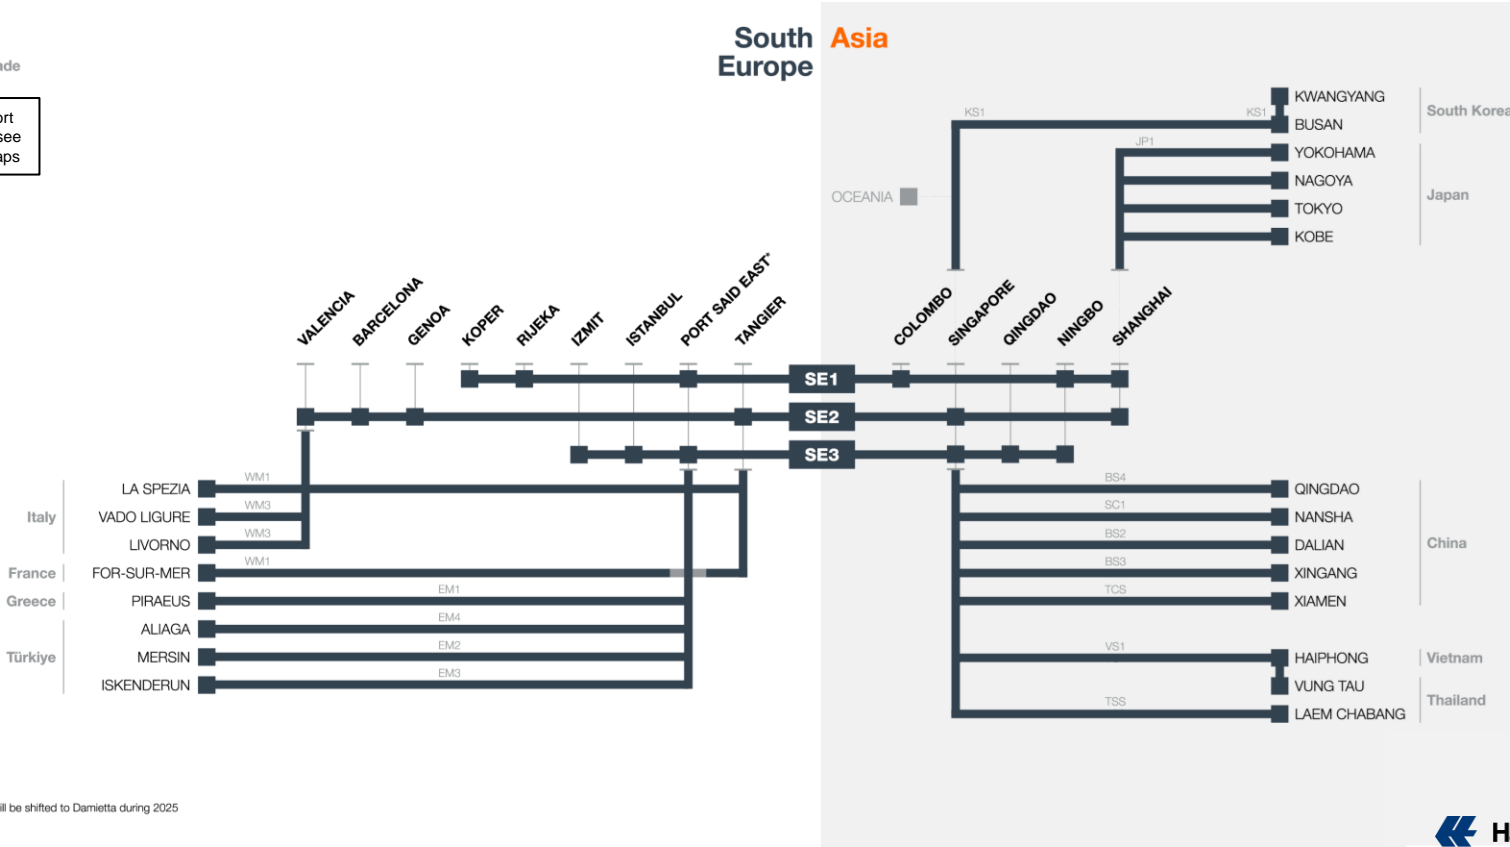 South Asia
Europe
KS1
KS1
KWANGYANG
BUSAN
South Korea
JP1
YOKOHAMA
NAGOYA
TOKYO
KOBE
Japan
OCEANIA
VALENCIA
BARCELONA
GENOA
KOPER
RIJEKA
IZMIT
ISTANBUL
PORT SAID EAST*
TANGIER
COLOMBO
SINGAPORE
QINGDAO
NINGBO
SHANGHAI
SE1
SE2
SE3
Italy
LA SPEZIA
WM1
VADO LIGURE
WM3
LIVORNO
WM3
France
FOR-SUR-MER
WM1
Greece
PIRAEUS
EM1
Türkiye
ALIAGA
EM4
MERSIN
EM2
ISKENDERUN
EM3
BS4
QINGDAO
SC1
NANSHA
BS2
DALIAN
BS3
XINGANG
TCS
XIAMEN
China
VS1
HAIPHONG
Vietnam
VUNG TAU
Thailand
TSS
LAEM CHABANG
be shifted to Damietta during 2025
H